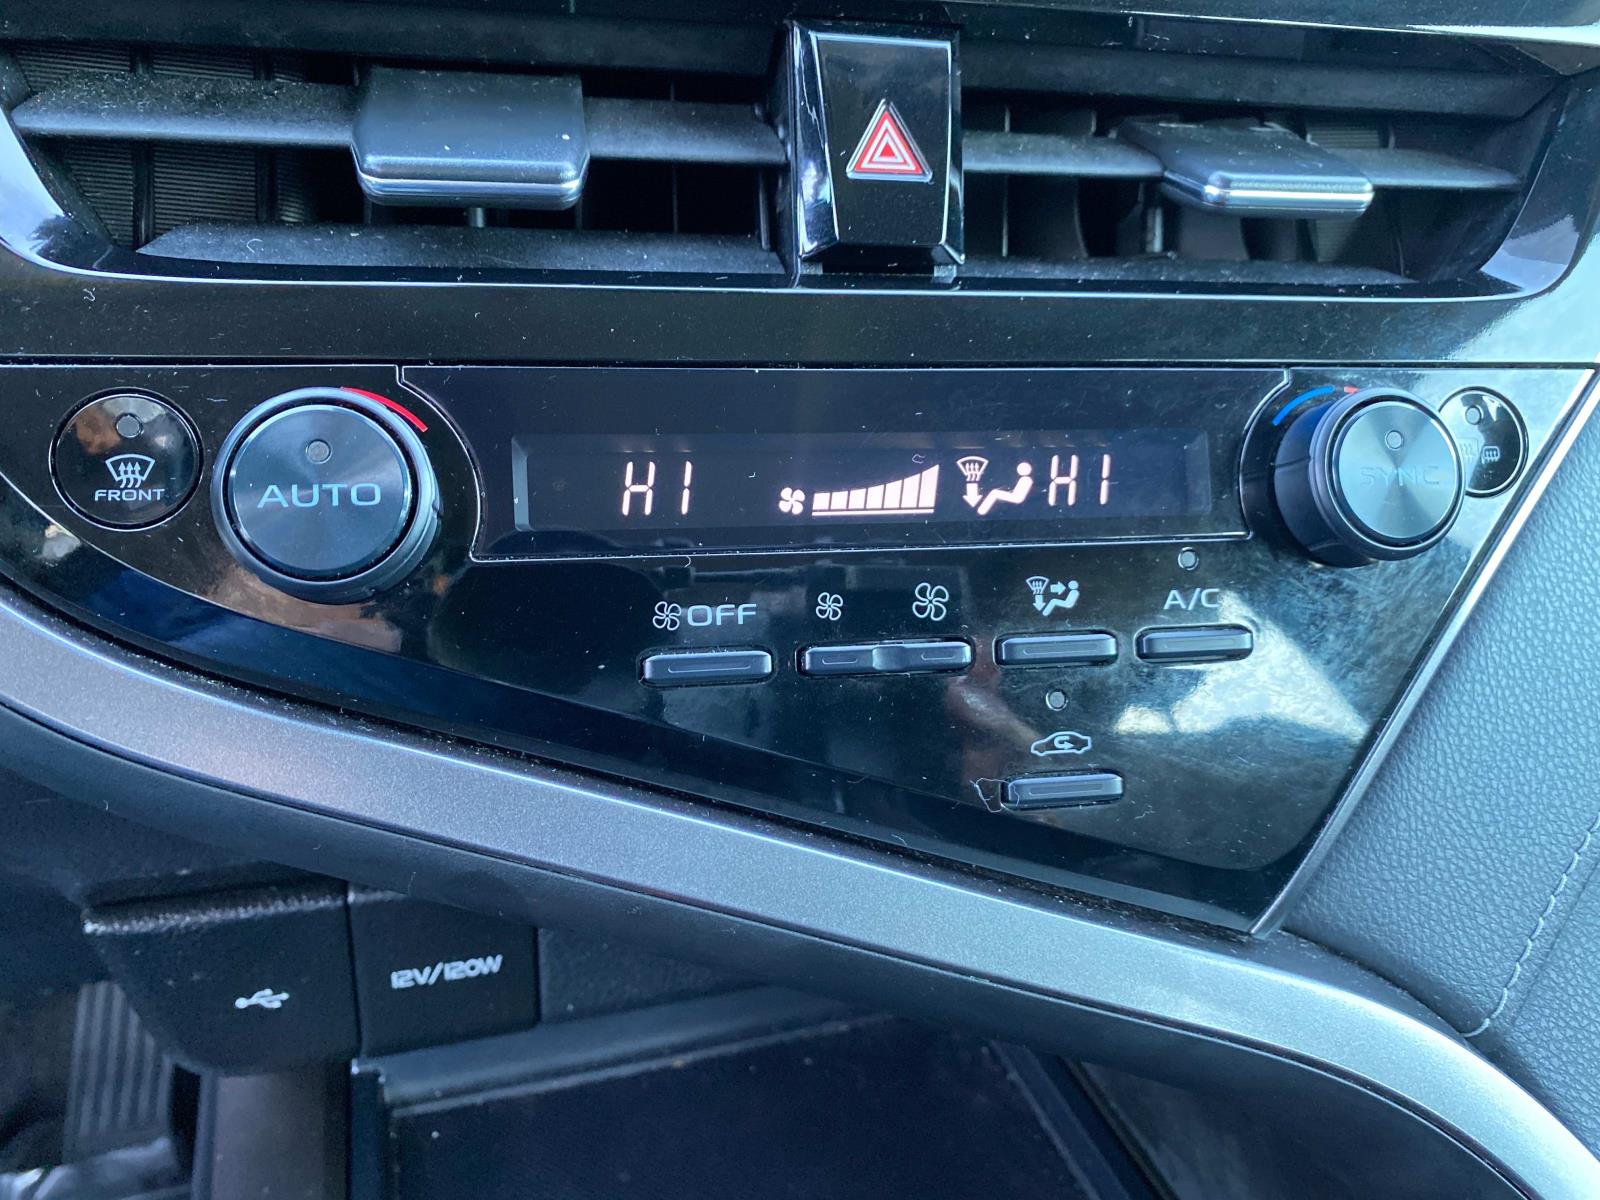 HI HI
FRONT
AUTO
SYNC
OFF
A/C
12V/120W